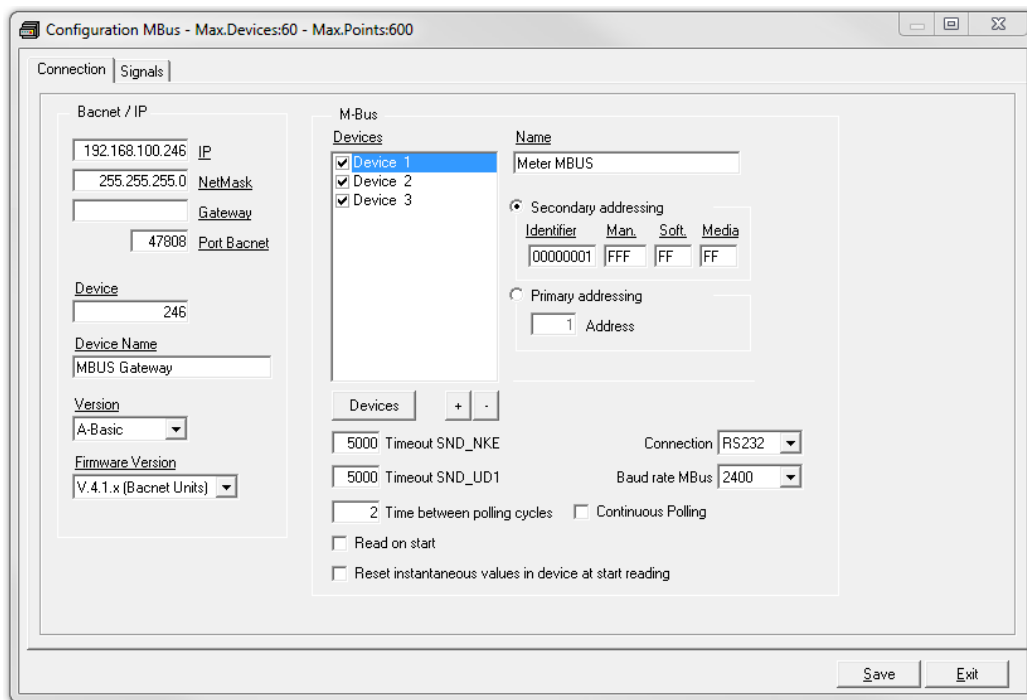 Configuration MBus - Max.Devices:60 - Max.Points:600
Connection
Signals
Bacnet / IP
192.168.100.246 IP
255.255.255.0 NetMask
Gateway
47808 Port Bacnet
Device
246
Device Name
MBUS Gateway
Version
A-Basic
Firmware Version
V.4.1.x (Bacnet Units)
M-Bus
Devices
Device 1
Device 2
Device 3
Name
Meter MBUS
Secondary addressing
Identifier Man. Soft. Media
00000001 FFF FF FF
Primary addressing
1 Address
Devices + -
5000 Timeout SND_NKE
Connection RS232
5000 Timeout SND_UD1
Baud rate MBus 2400
2 Time between polling cycles
Continuous Polling
Read on start
Reset instantaneous values in device at start reading
Save
Exit